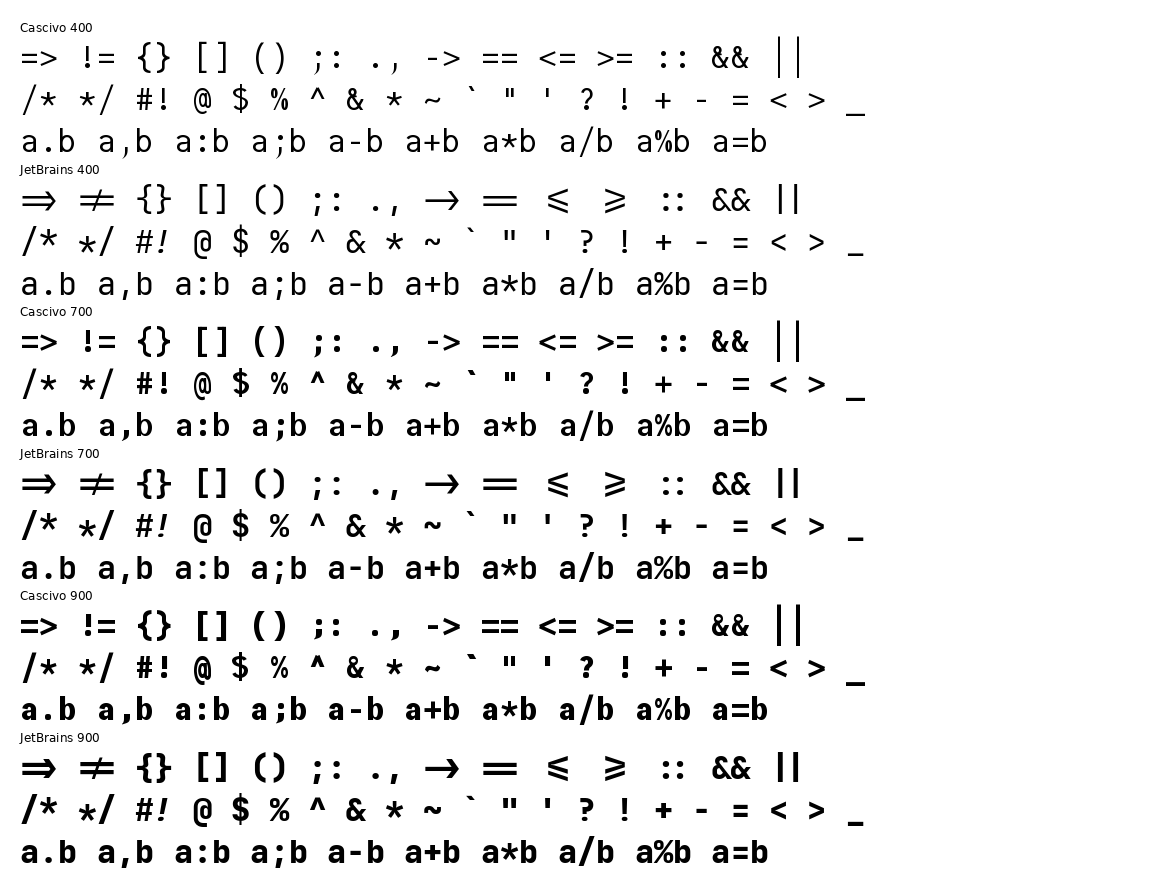 Cascivo 400
=> != {} [] () ;: ., -> == <= >= :: && ||
/* */ #! @ $ % ^ & * ~ ` " ' ? ! + - = < > _
a.b a,b a:b a;b a-b a+b a*b a/b a%b a=b
JetBrains 400
=> != {} [] () ;: ., -> == <= >= :: && ||
/* */ #! @ $ % ^ & * ~ ` " ' ? ! + - = < > _
a.b a,b a:b a;b a-b a+b a*b a/b a%b a=b
Cascivo 700
=> != {} [] () ;: ., -> == <= >= :: && ||
/* */ #! @ $ % ^ & * ~ ` " ' ? ! + - = < > _
a.b a,b a:b a;b a-b a+b a*b a/b a%b a=b
JetBrains 700
=> != {} [] () ;: ., -> == <= >= :: && ||
/* */ #! @ $ % ^ & * ~ ` " ' ? ! + - = < > _
a.b a,b a:b a;b a-b a+b a*b a/b a%b a=b
Cascivo 900
=> != {} [] () ;: ., -> == <= >= :: && ||
/* */ #! @ $ % ^ & * ~ ` " ' ? ! + - = < > _
a.b a,b a:b a;b a-b a+b a*b a/b a%b a=b
JetBrains 900
=> != {} [] () ;: ., -> == <= >= :: && ||
/* */ #! @ $ % ^ & * ~ ` " ' ? ! + - = < > _
a.b a,b a:b a;b a-b a+b a*b a/b a%b a=b